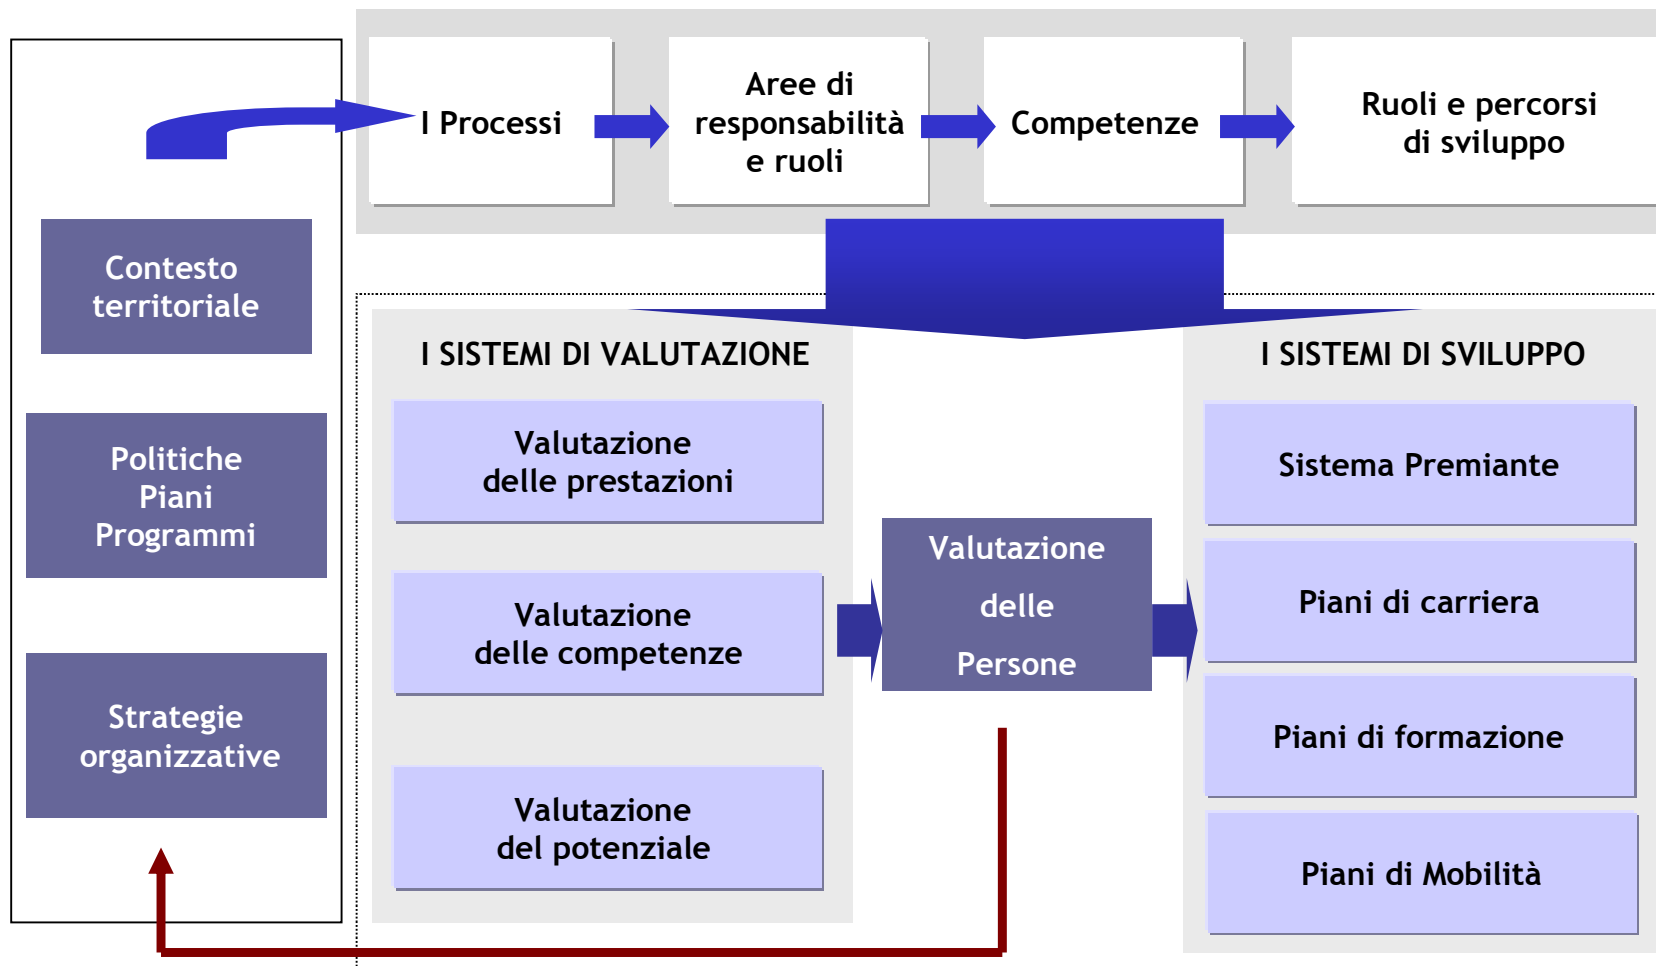 I Processi
Aree di
responsabilità
e ruoli
Competenze
Ruoli e percorsi
di sviluppo
Contesto
territoriale
Politiche
Piani
Programmi
Strategie
organizzative
I SISTEMI DI VALUTAZIONE
Valutazione
delle prestazioni
Valutazione
delle competenze
Valutazione
del potenziale
Valutazione
delle
Persone
I SISTEMI DI SVILUPPO
Sistema Premiante
Piani di carriera
Piani di formazione
Piani di Mobilità